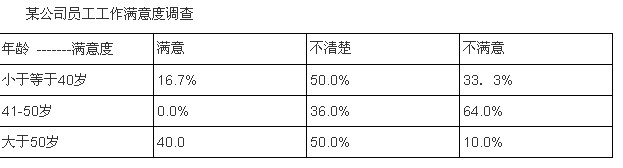 某公司员工工作满意度调查
年龄 -------满意度 满意 不清楚 不满意
小于等于40岁 16.7% 50.0% 33．3%
41-50岁 0.0% 36.0% 64.0%
大于50岁 40.0 50.0% 10.0%